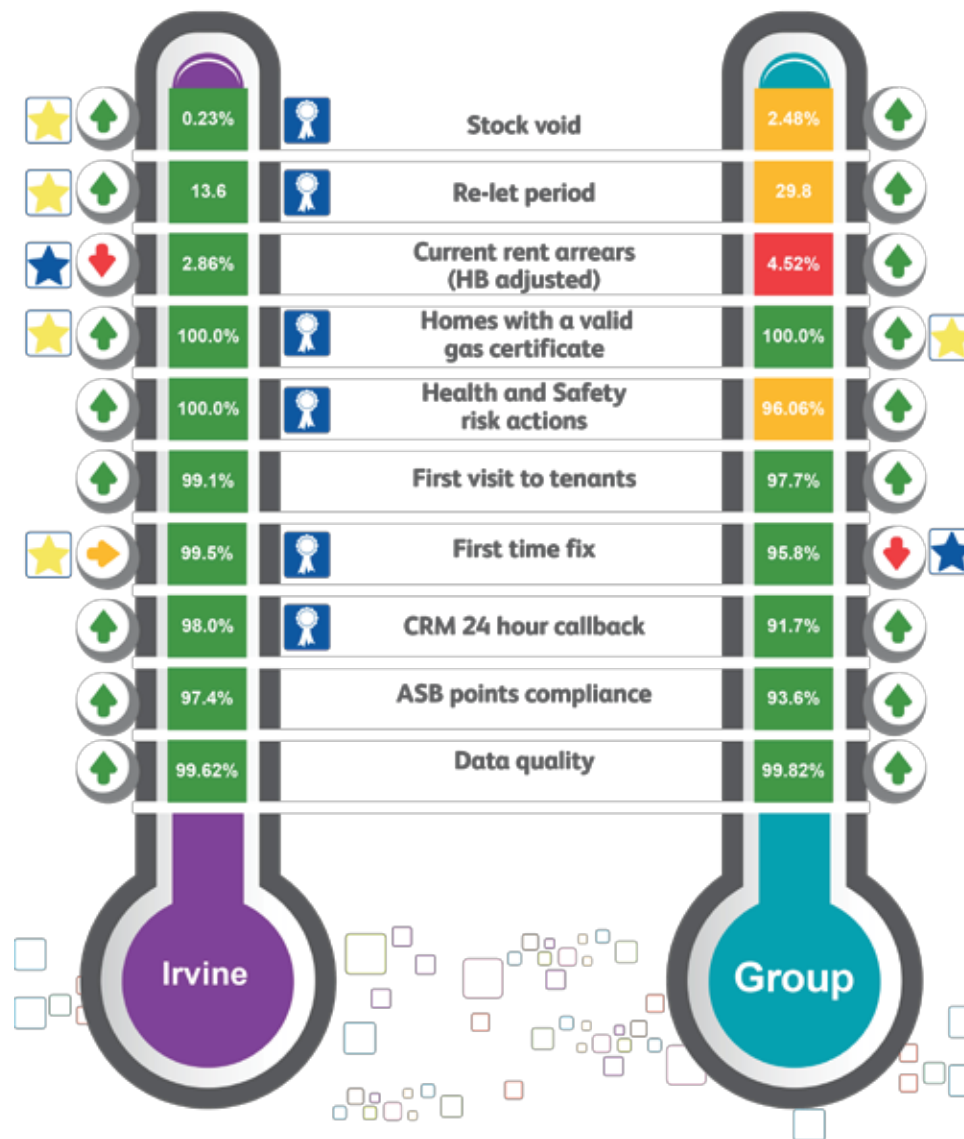 0.23%
Stock void
2.48%
13.6
Re-let period
29.8
2.86%
Current rent arrears
(HB adjusted)
4.52%
100.0%
Homes with a valid
gas certificate
100.0%
100.0%
Health and Safety
risk actions
96.06%
99.1%
First visit to tenants
97.7%
99.5%
First time fix
95.8%
98.0%
CRM 24 hour callback
91.7%
97.4%
ASB points compliance
93.6%
99.62%
Data quality
99.82%
Irvine
Group